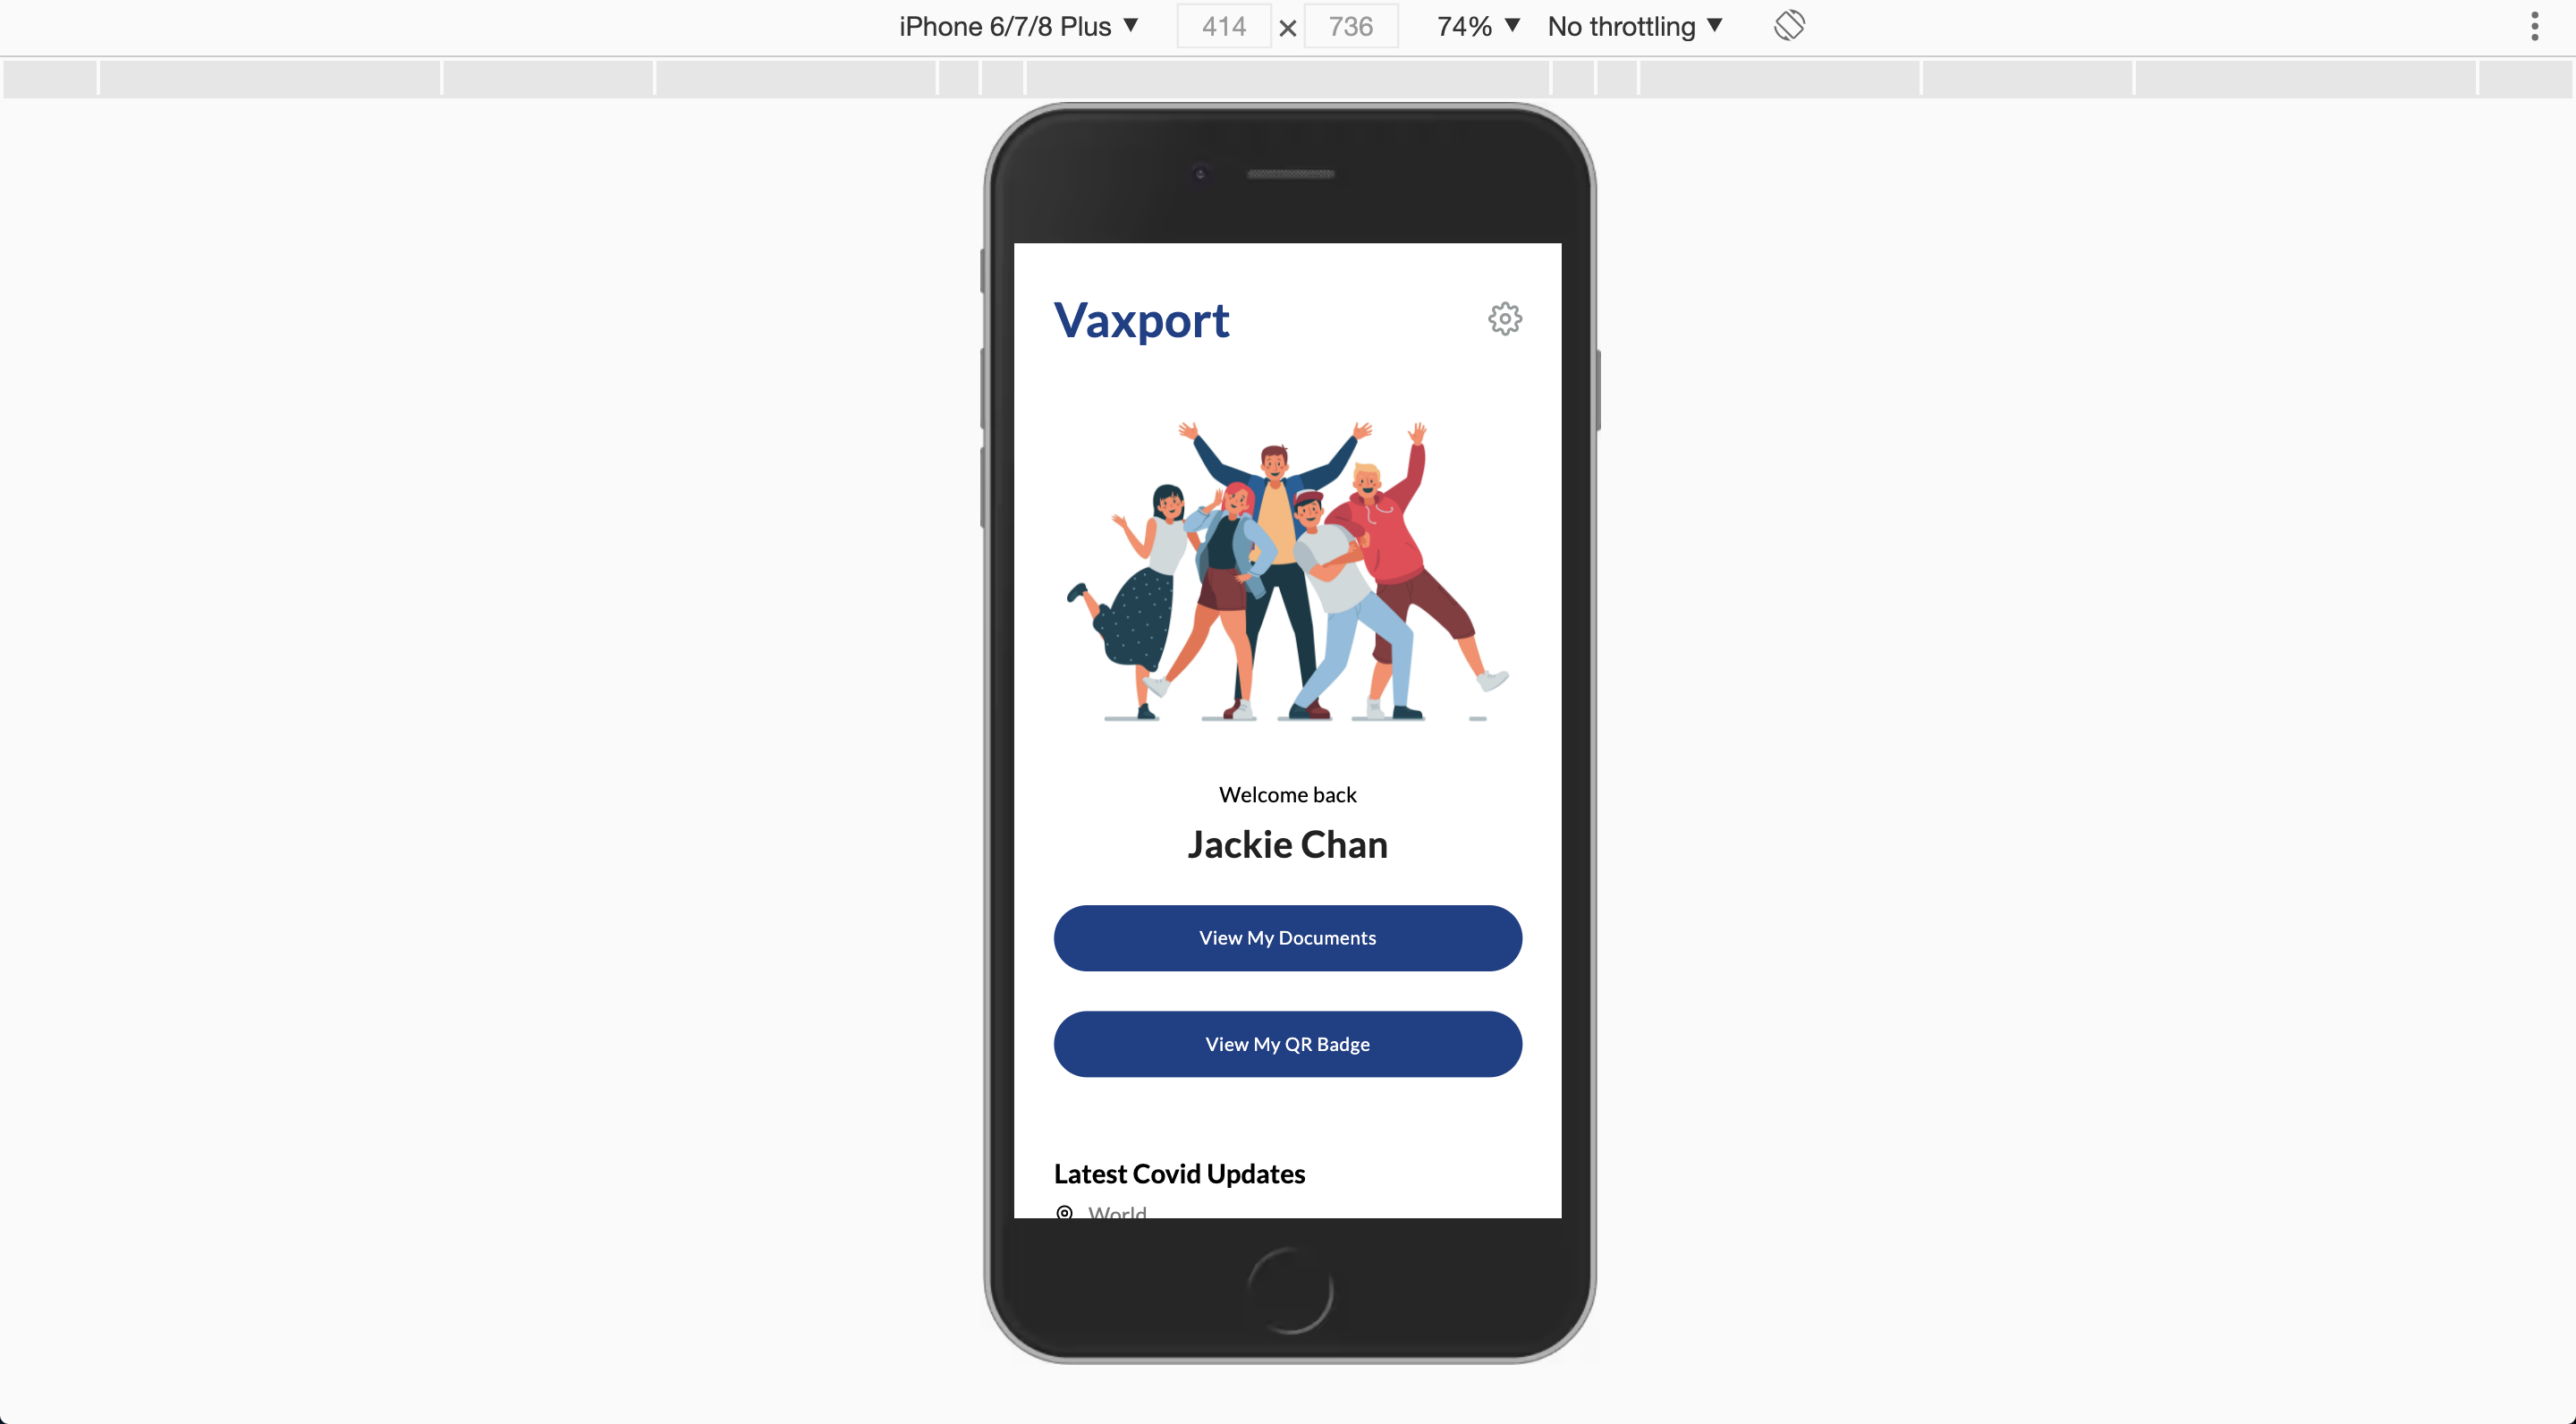 iPhone 6/7/8 Plus ▼ 414 × 736 74% ▼ No throttling ▼
Vaxport
Welcome back
Jackie Chan
View My Documents
View My QR Badge
Latest Covid Updates
World